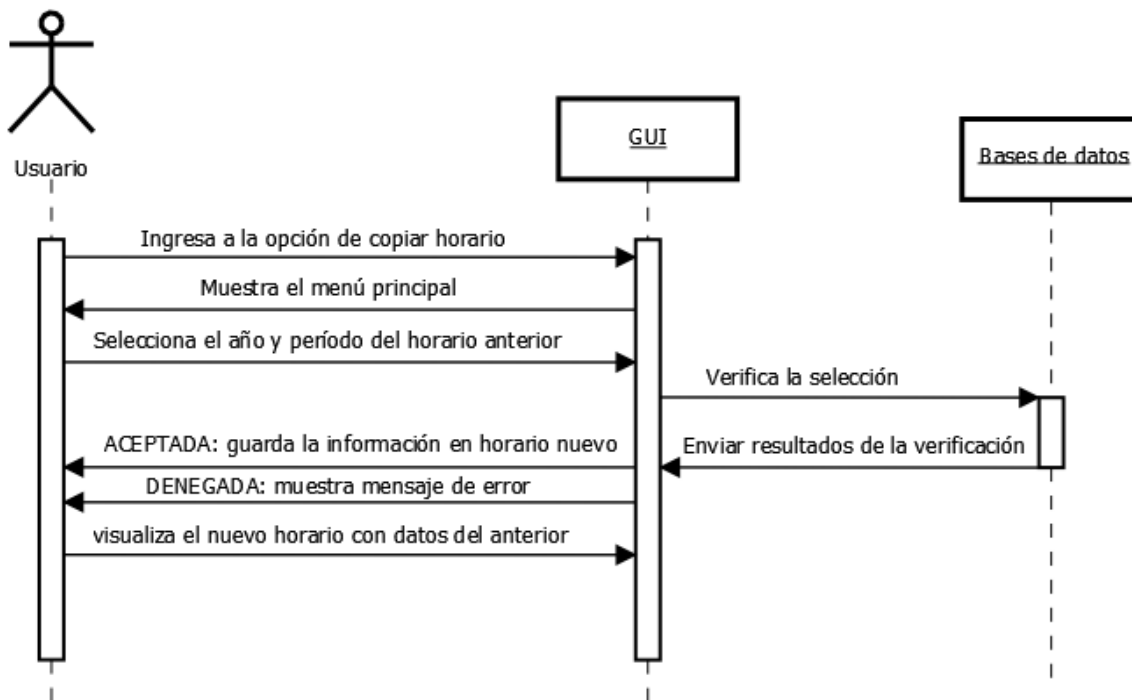 Usuario
GUI
Bases de datos
Ingresa a la opción de copiar horario
Muestra el menú principal
Selecciona el año y período del horario anterior
Verifica la selección
ACEPTADA: guarda la información en horario nuevo
Enviar resultados de la verificación
DENEGADA: muestra mensaje de error
visualiza el nuevo horario con datos del anterior